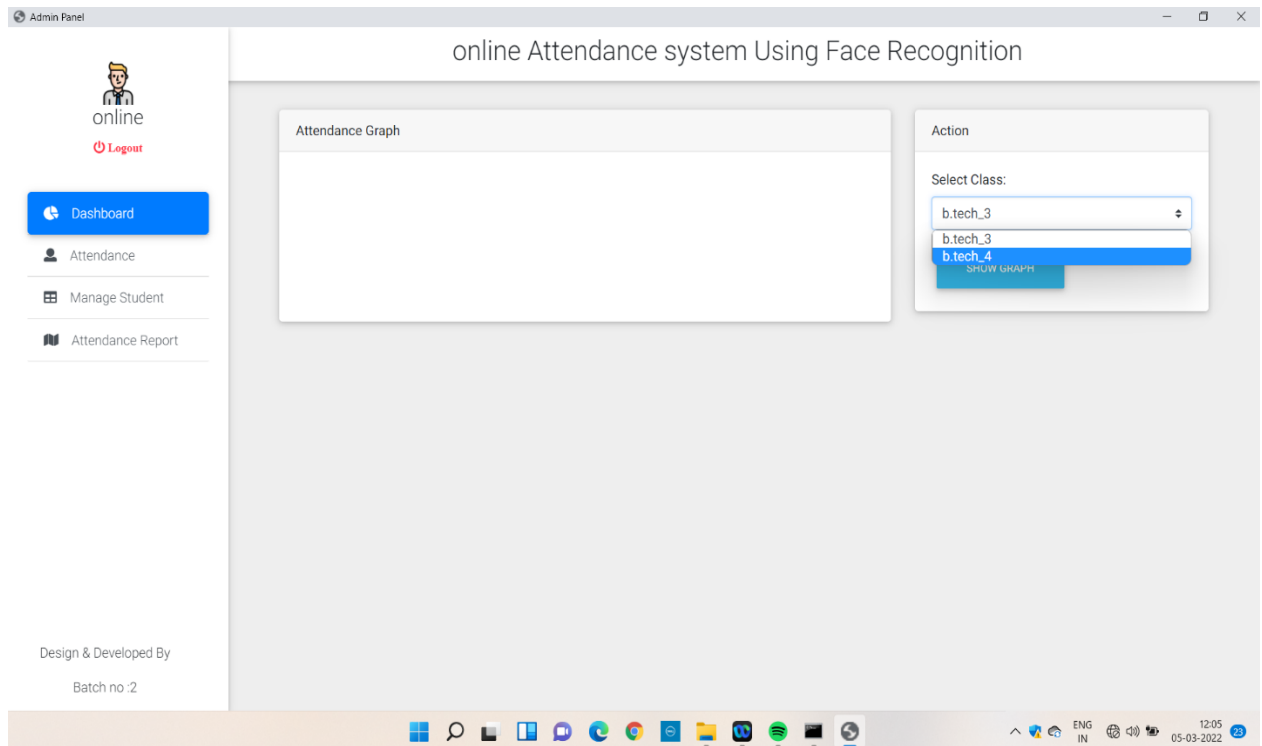 Admin Panel
online Attendance system Using Face Recognition
online
Logout
Dashboard
Attendance
Manage Student
Attendance Report
Design & Developed By
Batch no :2
Attendance Graph
Action
Select Class:
b.tech_3
b.tech_3
b.tech_4
SHOW GRAPH
ENG
IN
12:05
05-03-2022
23